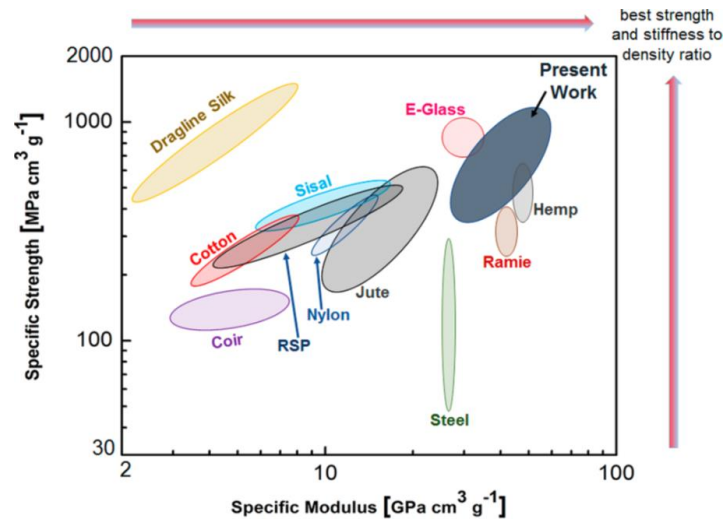 best strength
and stiffness to
density ratio
2000
1000
100
30
Specific Strength [MPa cm³ g⁻¹]
Dragline Silk
E-Glass
Present
Work
Sisal
Cotton
Hemp
Ramie
Jute
Nylon
RSP
Coir
Steel
2
10
100
Specific Modulus [GPa cm³ g⁻¹]